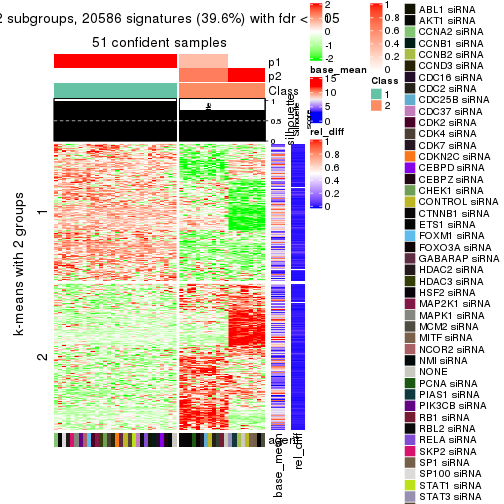 2 subgroups, 20586 signatures (39.6%) with fdr < 0.05
51 confident samples
p1
p2
Class
1
0.5
0
silhouette
k-means with 2 groups
1
2
agent
base_mean
rel_diff
2
1
0
-1
-2
base_mean
15
10
5
0
rel_diff
1
0.8
0.6
0.4
0.2
0
1
0.8
0.6
0.4
0.2
0
Class
1
2
ABL1 siRNA
AKT1 siRNA
CCNA2 siRNA
CCNB1 siRNA
CCNB2 siRNA
CCND3 siRNA
CDC16 siRNA
CDC2 siRNA
CDC25B siRNA
CDC37 siRNA
CDK2 siRNA
CDK4 siRNA
CDK7 siRNA
CDKN2C siRNA
CEBPD siRNA
CEBPZ siRNA
CHEK1 siRNA
CONTROL siRNA
CTNNB1 siRNA
ETS1 siRNA
FOXM1 siRNA
FOXO3A siRNA
GABARAP siRNA
HDAC2 siRNA
HDAC3 siRNA
HSF2 siRNA
MAP2K1 siRNA
MAPK1 siRNA
MCM2 siRNA
MITF siRNA
NCOR2 siRNA
NMI siRNA
NONE
PCNA siRNA
PIAS1 siRNA
PIK3CB siRNA
RB1 siRNA
RBL2 siRNA
RELA siRNA
SKP2 siRNA
SP1 siRNA
SP100 siRNA
STAT1 siRNA
STAT3 siRNA